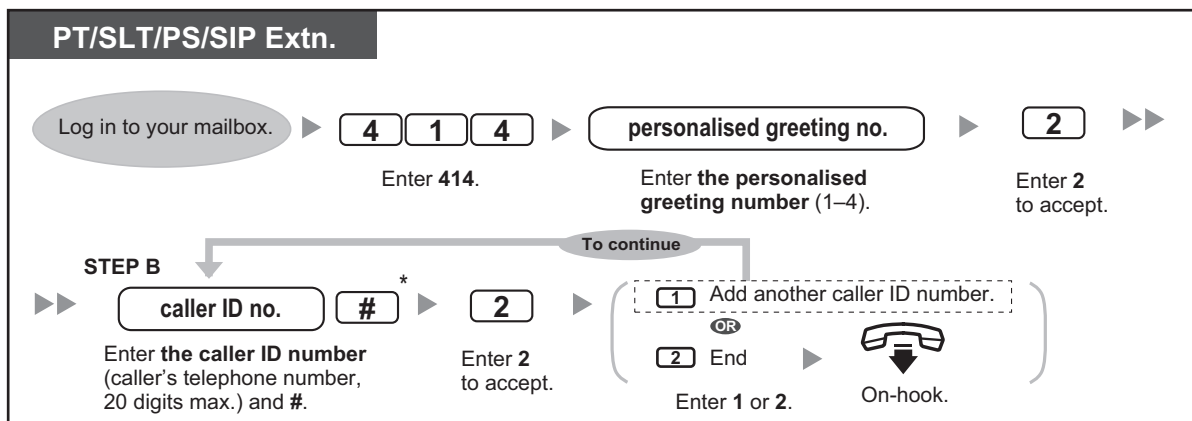 PT/SLT/PS/SIP Extn.
Log in to your mailbox.
4 1 4
Enter 414.
personalised greeting no.
Enter the personalised
greeting number (1–4).
2
Enter 2
to accept.
To continue
STEP B
caller ID no. # *
Enter the caller ID number
(caller's telephone number,
20 digits max.) and #.
2
Enter 2
to accept.
1 Add another caller ID number.
OR
2 End
Enter 1 or 2.
On-hook.